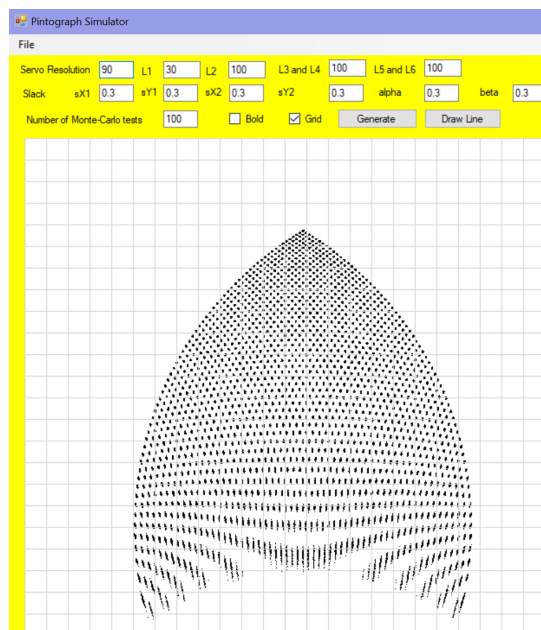 Pintograph Simulator
File
Servo Resolution 90 L1 30 L2 100 L3 and L4 100 L5 and L6 100
Slack sX1 0.3 sY1 0.3 sX2 0.3 sY2 0.3 alpha 0.3 beta 0.3
Number of Monte-Carlo tests 100 Bold Grid Generate Draw Line